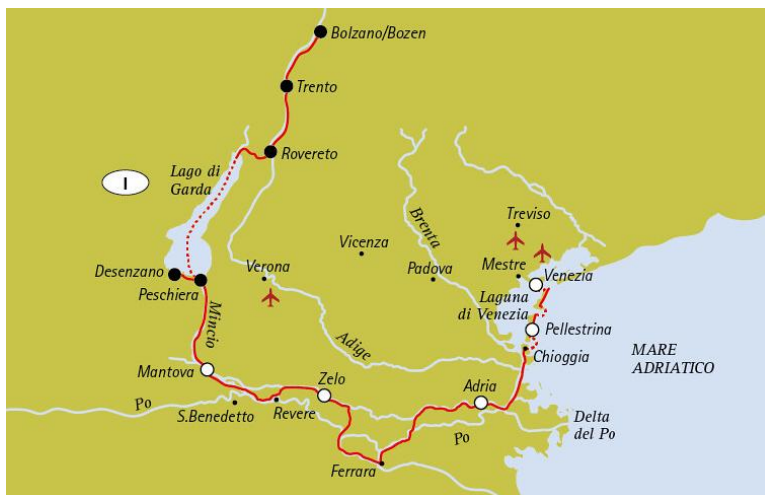 Bolzano/Bozen
Trento
Rovereto
Lago di
Garda
I
Treviso
Brenta
Vicenza
Padova
Mestre
Venezia
Desenzano
Peschiera
Verona
Laguna
di Venezia
Mincio
Pellestrina
Adige
Chioggia
MARE
ADRIATICO
Mantova
Zelo
Adria
Po
S.Benedetto
Revere
Po
Delta
del Po
Ferrara